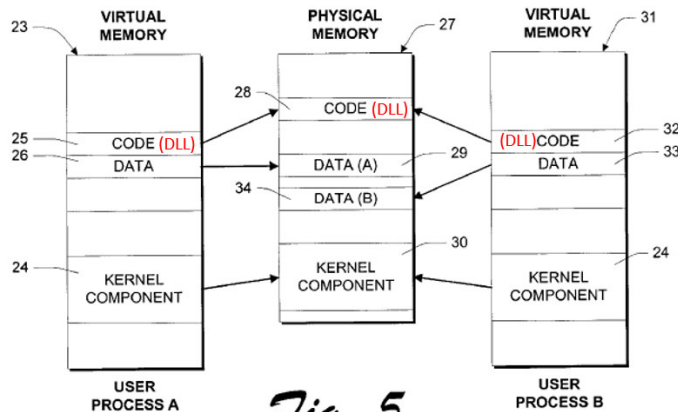 VIRTUAL
MEMORY
23
PHYSICAL
MEMORY
27
VIRTUAL
MEMORY
31
28
CODE (DLL)
25
CODE (DLL)
(DLL)CODE
32
26
DATA
DATA (A)
29
DATA
33
34
DATA (B)
30
24
KERNEL
COMPONENT
KERNEL
COMPONENT
KERNEL
COMPONENT
24
USER
PROCESS A
Fig. 5
USER
PROCESS B